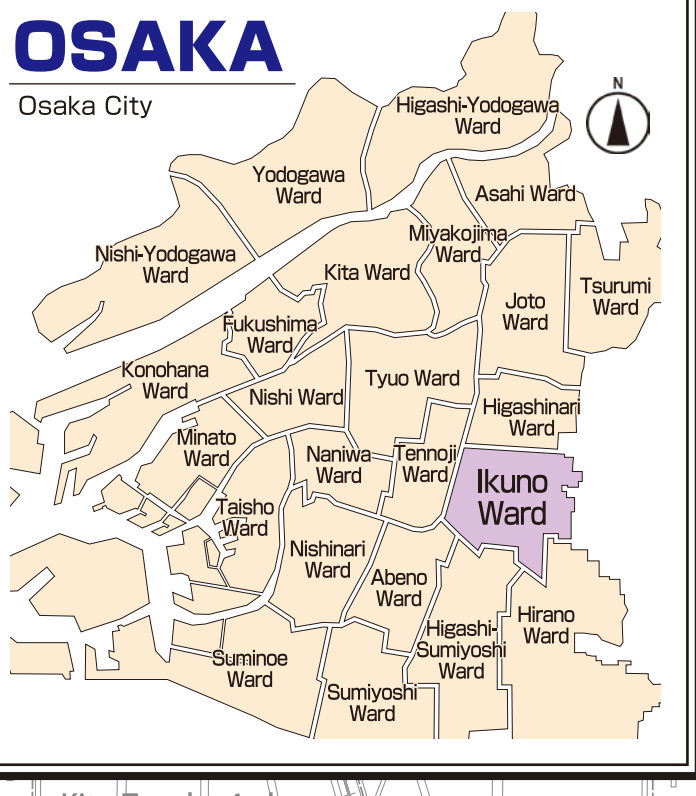 OSAKA
Osaka City
N
Higashi-Yodogawa
Ward
Yodogawa
Ward
Asahi Ward
Miyakojima
Ward
Nishi-Yodogawa
Ward
Kita Ward
Tsurumi
Ward
Joto
Ward
Fukushima
Ward
Konohana
Ward
Nishi Ward
Tyuo Ward
Higashinari
Ward
Minato
Ward
Naniwa
Ward
Tennoji
Ward
Ikuno
Ward
Taisho
Ward
Nishinari
Ward
Abeno
Ward
Higashi-
Sumiyoshi
Ward
Hirano
Ward
Suminoe
Ward
Sumiyoshi
Ward